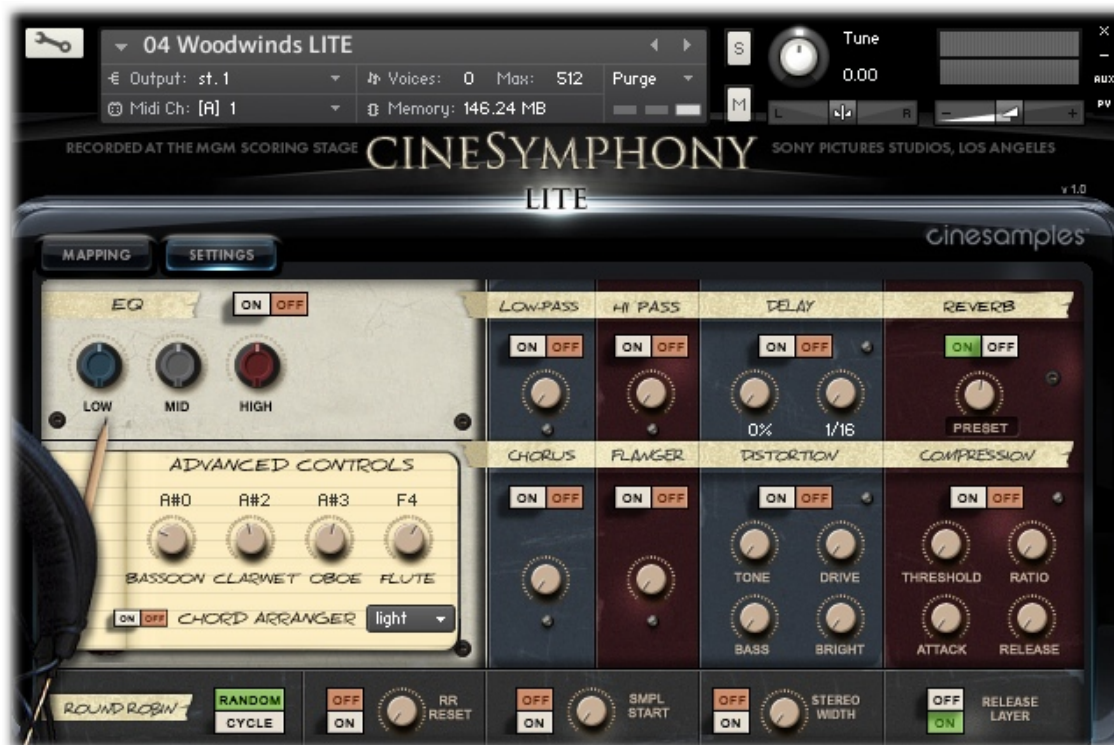 04 Woodwinds LITE
Output: st. 1
Voices: 0 Max: 512
Purge
Midi Ch: [A] 1
Memory: 146.24 MB
S
M
Tune
0.00
L
R
-
+
×
-
AUX
PV
RECORDED AT THE MGM SCORING STAGE
CINESYMPHONY
SONY PICTURES STUDIOS, LOS ANGELES
LITE
v 1.0
cinesamples
MAPPING
SETTINGS
EQ
ON OFF
LOW
MID
HIGH
LOW-PASS
ON OFF
HI PASS
ON OFF
DELAY
ON OFF
0%
1/16
REVERB
ON OFF
PRESET
ADVANCED CONTROLS
A#0
A#2
A#3
F4
BASSOON
CLARINET
OBOE
FLUTE
ON OFF
CHORD ARRANGER
light
CHORUS
ON OFF
FLANGER
ON OFF
DISTORTION
ON OFF
TONE
DRIVE
BASS
BRIGHT
COMPRESSION
ON OFF
THRESHOLD
RATIO
ATTACK
RELEASE
ROUND ROBIN
RANDOM
CYCLE
OFF
ON
RR
RESET
OFF
ON
SMPL
START
OFF
ON
STEREO
WIDTH
OFF
ON
RELEASE
LAYER